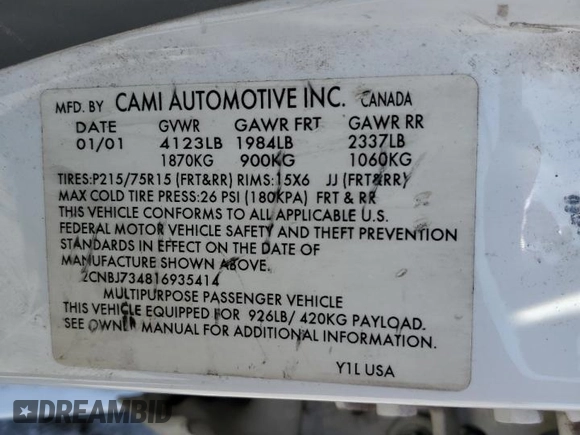 MFD. BY CAMI AUTOMOTIVE INC. CANADA
DATE GVWR GAWR FRT GAWR RR
01/01 4123LB 1984LB 2337LB
1870KG 900KG 1060KG
TIRES:P215/75R15 (FRT&RR) RIMS:15X6 JJ (FRT&RR)
MAX COLD TIRE PRESS:26 PSI (180KPA) FRT & RR
THIS VEHICLE CONFORMS TO ALL APPLICABLE U.S.
FEDERAL MOTOR VEHICLE SAFETY AND THEFT PREVENTION
STANDARDS IN EFFECT ON THE DATE OF
MANUFACTURE SHOWN ABOVE.
2CNBJ734816935414
MULTIPURPOSE PASSENGER VEHICLE
THIS VEHICLE EQUIPPED FOR 926LB/ 420KG PAYLOAD.
SEE OWNER MANUAL FOR ADDITIONAL INFORMATION.
Y1L USA
DREAMBID